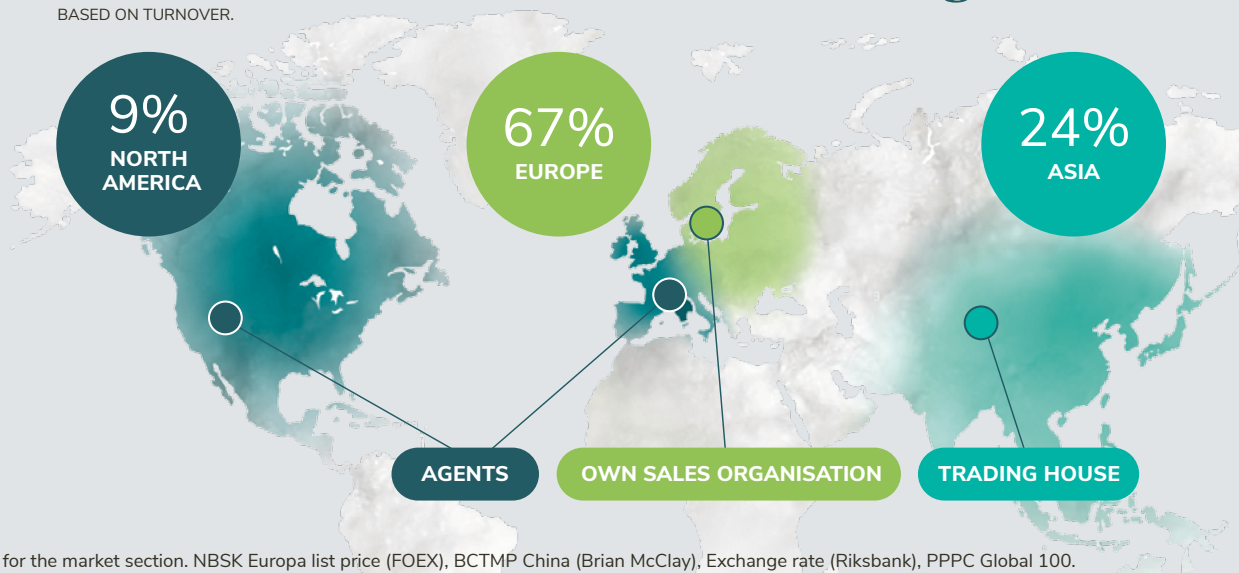 BASED ON TURNOVER.
9%
NORTH
AMERICA
67%
EUROPE
24%
ASIA
AGENTS
OWN SALES ORGANISATION
TRADING HOUSE
for the market section. NBSK Europa list price (FOEX), BCTMP China (Brian McClay), Exchange rate (Riksbank), PPPC Global 100.